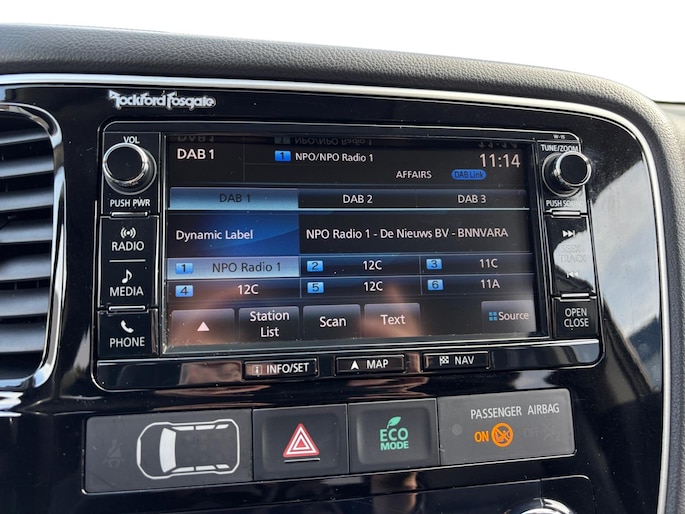 Rockford Fosgate
VOL
PUSH PWR
DAB 1
1 NPO/NPO Radio 1
11:14
AFFAIRS
DAB Link
TUNE/ZOOM
DAB 1 DAB 2 DAB 3
Dynamic Label
NPO Radio 1 - De Nieuws BV - BNNVARA
1 NPO Radio 1 2 12C 3 11C
4 12C 5 12C 6 11A
Station List
Scan
Text
Source
RADIO
MEDIA
PHONE
OPEN
CLOSE
INFO/SET
MAP
NAV
ECO
MODE
PASSENGER AIRBAG
ON